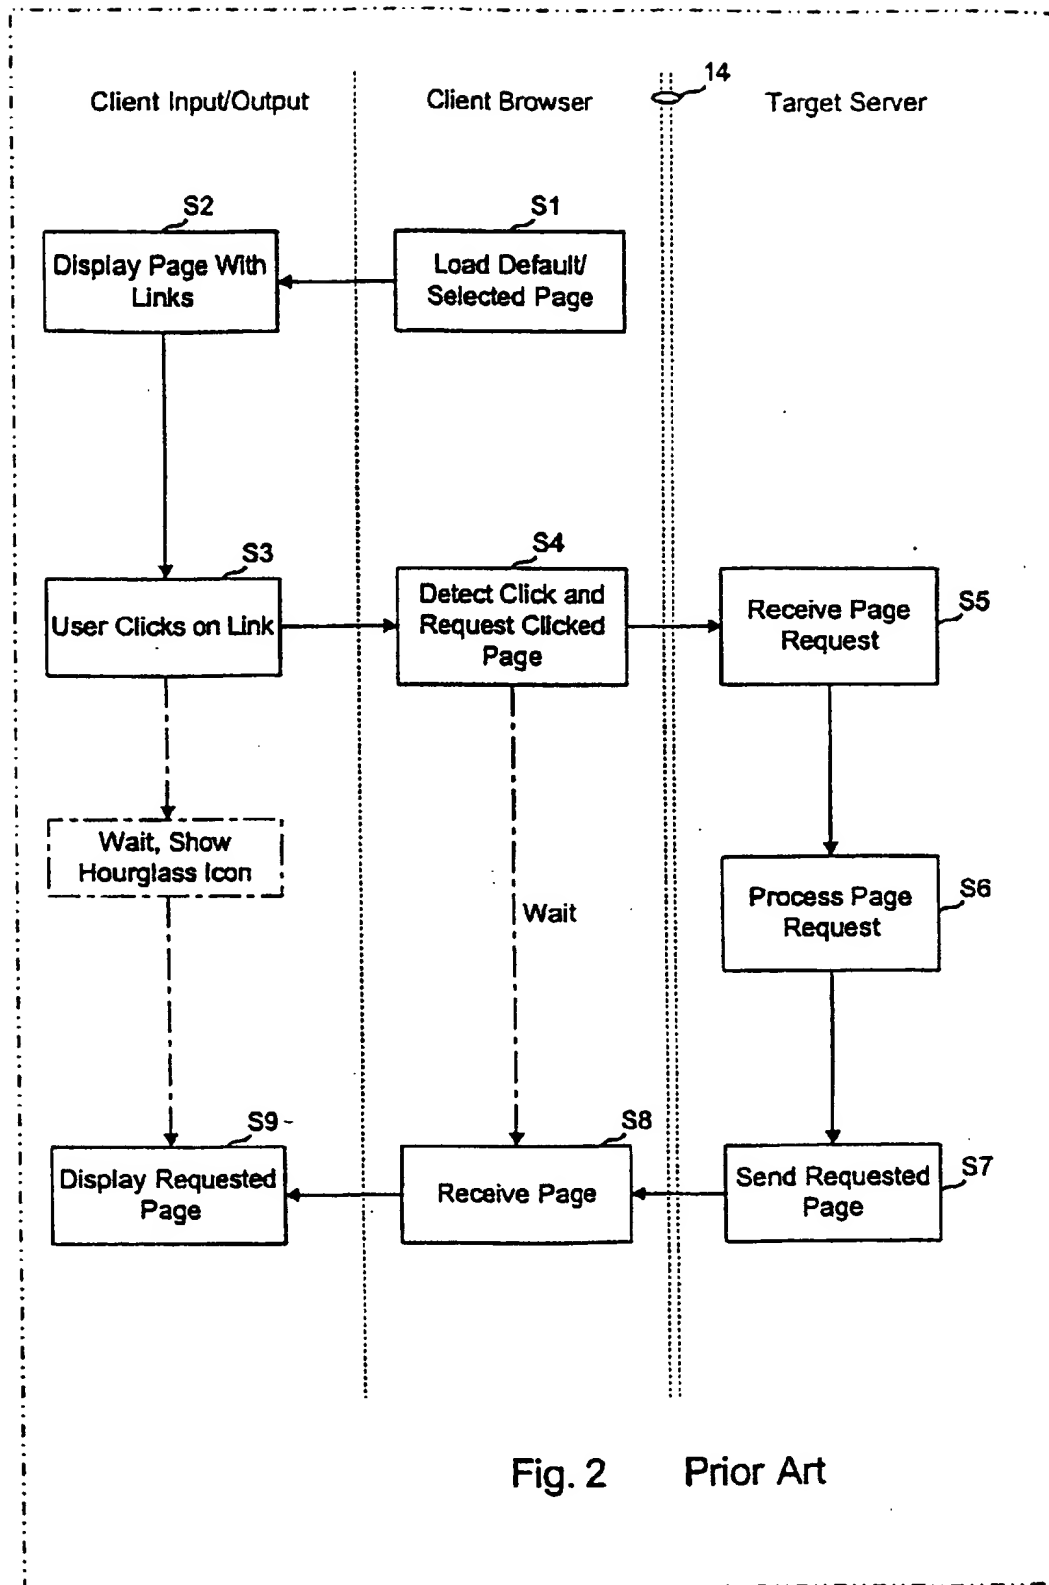 14
Client Input/Output
Client Browser
Target Server
S2
S1
Display Page With
Links
Load Default/
Selected Page
S3
S4
S5
User Clicks on Link
Detect Click and
Request Clicked
Page
Receive Page
Request
Wait, Show
Hourglass Icon
Wait
Process Page
Request
S6
S9
S8
S7
Display Requested
Page
Receive Page
Send Requested
Page
Fig. 2 Prior Art